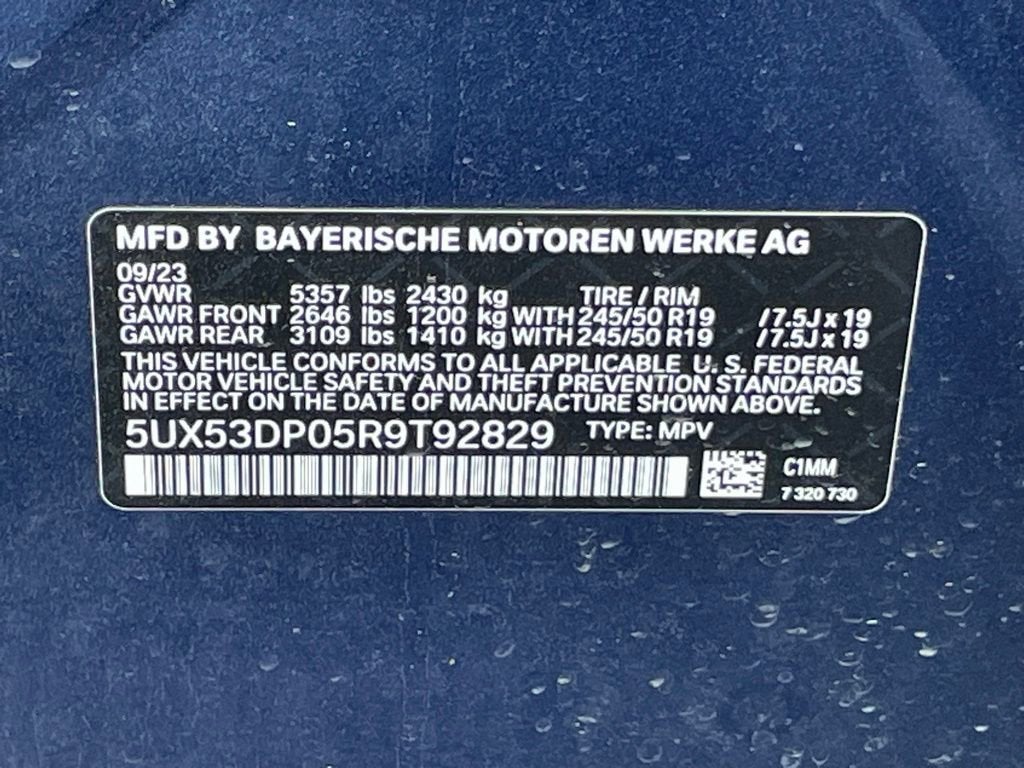 MFD BY BAYERISCHE MOTOREN WERKE AG
09/23
GVWR 5357 lbs 2430 kg TIRE / RIM
GAWR FRONT 2646 lbs 1200 kg WITH 245/50 R19 / 7.5J x 19
GAWR REAR 3109 lbs 1410 kg WITH 245/50 R19 / 7.5J x 19
THIS VEHICLE CONFORMS TO ALL APPLICABLE U. S. FEDERAL
MOTOR VEHICLE SAFETY AND THEFT PREVENTION STANDARDS
IN EFFECT ON THE DATE OF MANUFACTURE SHOWN ABOVE.
5UX53DP05R9T92829 TYPE: MPV
C1MM
7 320 730